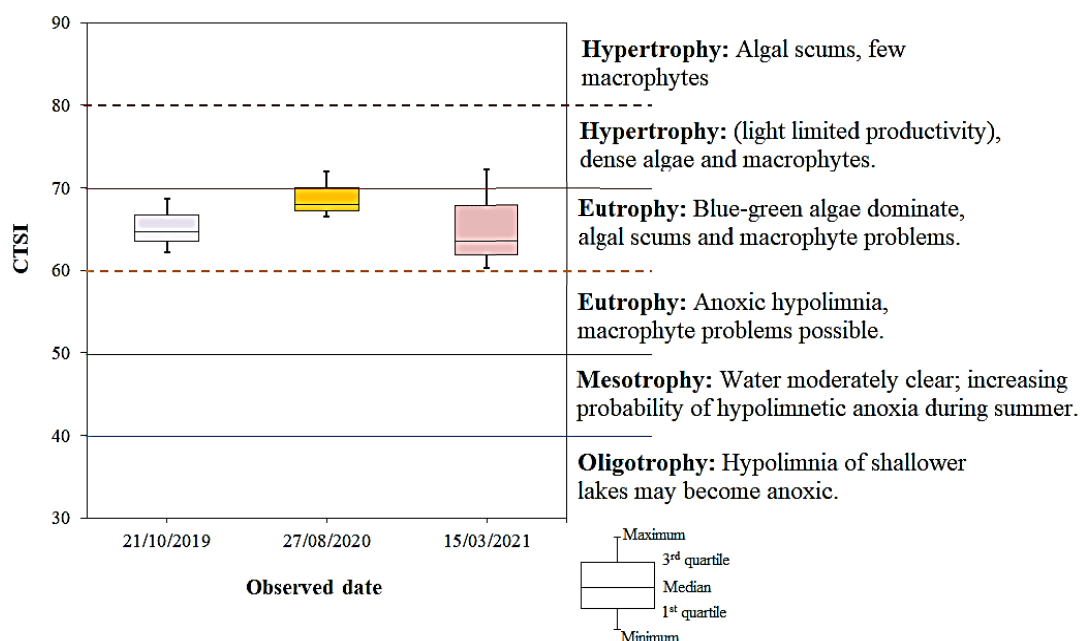 90
80
70
60
50
40
30
CTSI
21/10/2019
27/08/2020
15/03/2021
Observed date
Hypertrophy: Algal scums, few
macrophytes
Hypertrophy: (light limited productivity),
dense algae and macrophytes.
Eutrophy: Blue-green algae dominate,
algal scums and macrophyte problems.
Eutrophy: Anoxic hypolimnia,
macrophyte problems possible.
Mesotrophy: Water moderately clear; increasing
probability of hypolimnetic anoxia during summer.
Oligotrophy: Hypolimnia of shallower
lakes may become anoxic.
Maximum
3rd quartile
Median
1st quartile
Minimum